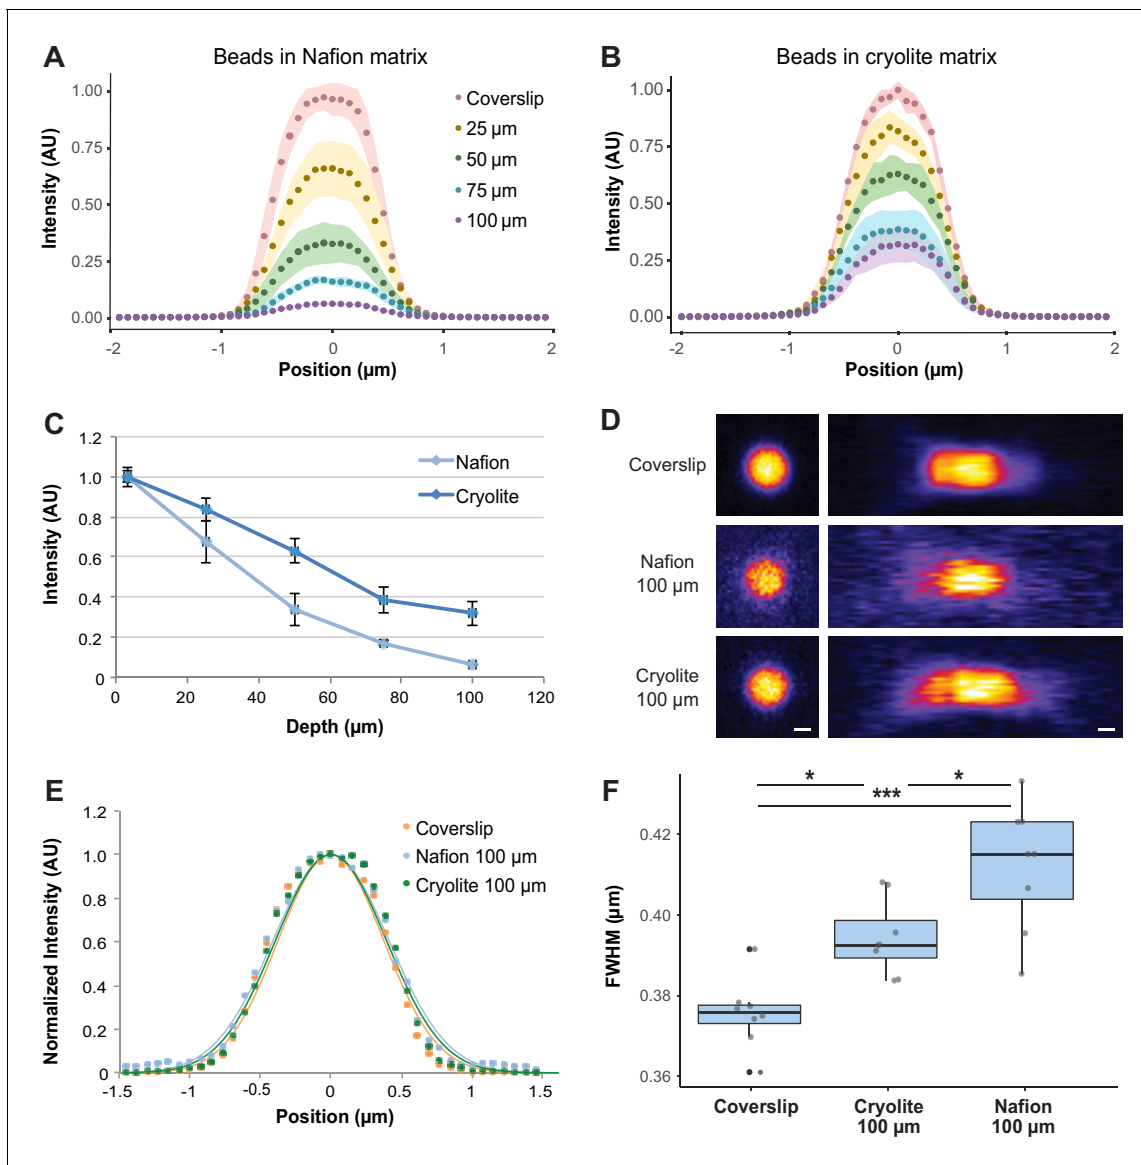 A
Beads in Nafion matrix
Intensity (AU)
1.00
0.75
0.50
0.25
0.00
-2
-1
0
1
2
Position (µm)
Coverslip
25 µm
50 µm
75 µm
100 µm
B
Beads in cryolite matrix
Intensity (AU)
1.00
0.75
0.50
0.25
0.00
-2
-1
0
1
2
Position (µm)
C
Intensity (AU)
1.2
1.0
0.8
0.6
0.4
0.2
0
0
20
40
60
80
100
120
Depth (µm)
Nafion
Cryolite
D
Coverslip
Nafion
100 µm
Cryolite
100 µm
E
Normalized Intensity (AU)
1.2
1.0
0.8
0.6
0.4
0.2
0
-1.5
-1
-0.5
0
0.5
1
1.5
Position (µm)
Coverslip
Nafion 100 µm
Cryolite 100 µm
F
FWHM (µm)
0.42
0.40
0.38
0.36
*
*
***
Coverslip
Cryolite
100 µm
Nafion
100 µm